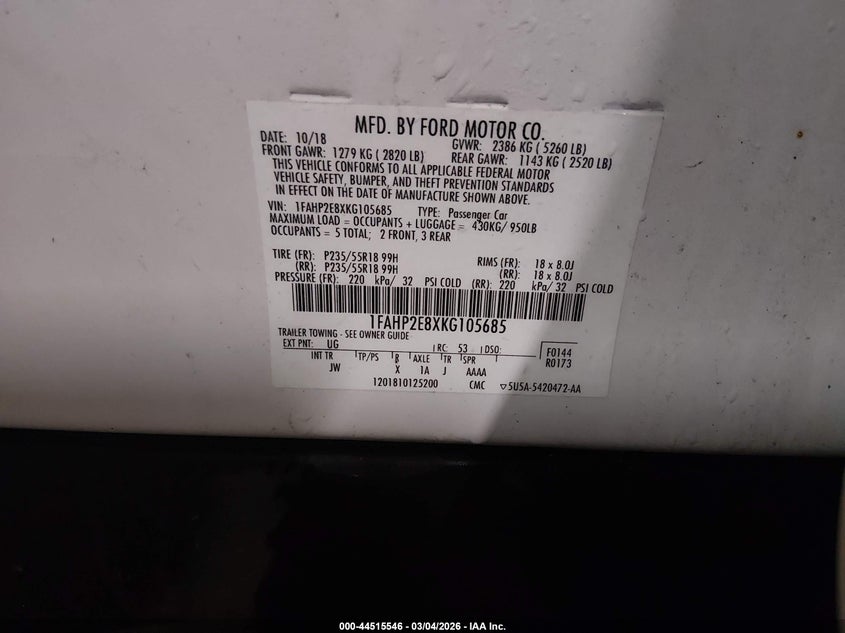 MFD. BY FORD MOTOR CO.
DATE: 10/18 GVWR: 2386 KG ( 5260 LB)
FRONT GAWR: 1279 KG ( 2820 LB) REAR GAWR: 1143 KG ( 2520 LB)
THIS VEHICLE CONFORMS TO ALL APPLICABLE FEDERAL MOTOR
VEHICLE SAFETY, BUMPER, AND THEFT PREVENTION STANDARDS
IN EFFECT ON THE DATE OF MANUFACTURE SHOWN ABOVE.
VIN: 1FAHP2E8XKG105685 TYPE: Passenger Car
MAXIMUM LOAD = OCCUPANTS + LUGGAGE = 430KG/ 950LB
OCCUPANTS = 5 TOTAL; 2 FRONT, 3 REAR
TIRE (FR): P235/55R18 99H RIMS (FR): 18 x 8.0J
(RR): P235/55R18 99H (RR): 18 x 8.0J
PRESSURE (FR): 220 kPa/ 32 PSI COLD (RR): 220 kPa/ 32 PSI COLD
1FAHP2E8XKG105685
TRAILER TOWING - SEE OWNER GUIDE
EXT PNT: UG RC: 53 DSO: F0144
INT TR TP/PS R AXLE TR SPR R0173
JW X 1A J AAAA
1201810125200 CMC ▽5U5A-5420472-AA
000-44515546 - 03/04/2026 - IAA Inc.